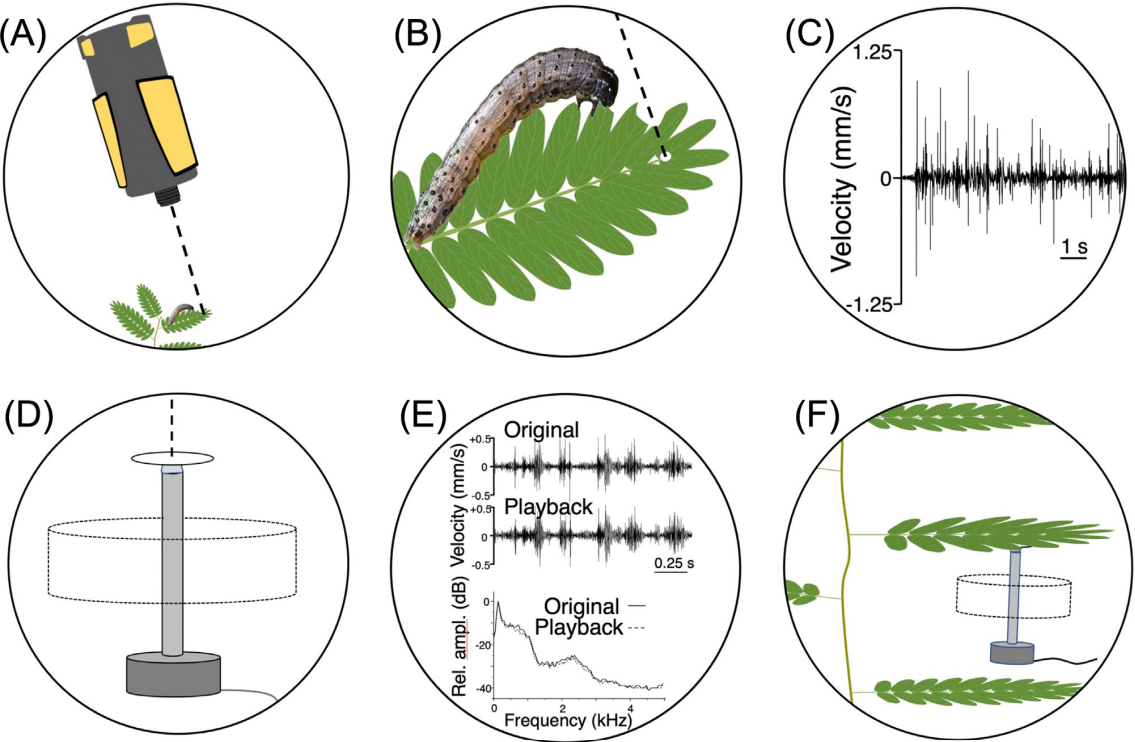 (A)
(B)
(C)
1.25
Velocity (mm/s)
0
1 s
-1.25
(D)
(E)
Original
+0.5
0
-0.5
Playback
+0.5
0
-0.5
Velocity (mm/s)
0.25 s
Original
Playback
0
-20
-40
Rel. ampl. (dB)
0 2 4
Frequency (kHz)
(F)